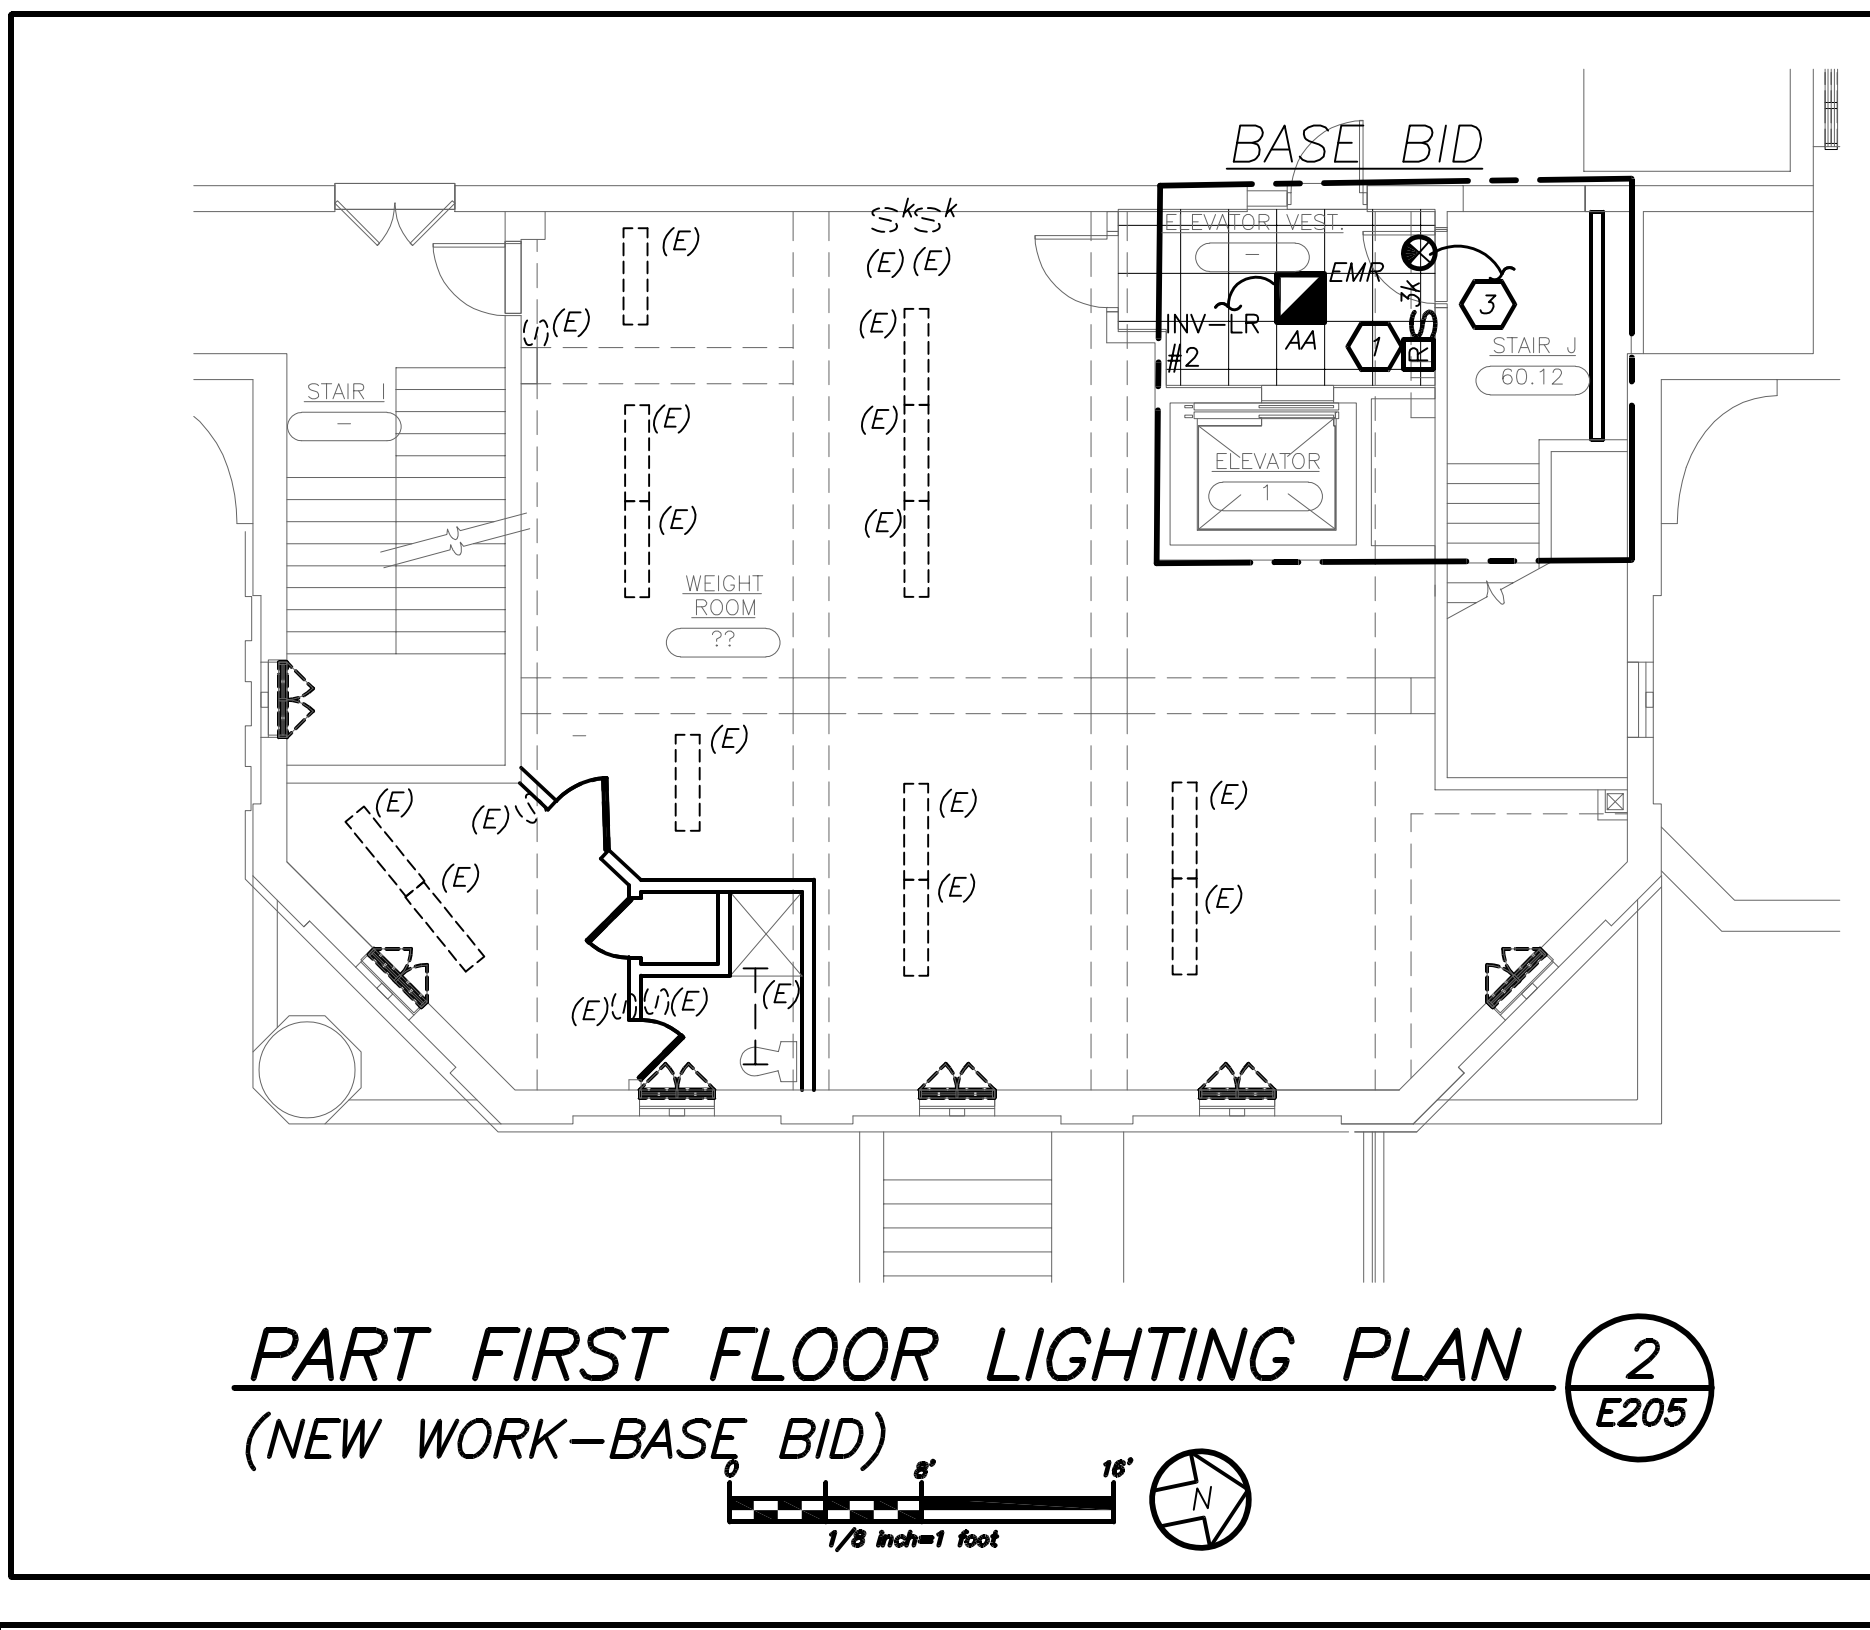 BASE BID
k k
(E)
(E) (E)
ELEVATOR VEST.
-
EMR
3k
S
3
(E)
(E)
INV-LR
#2
AA
1
R
STAIR J
60.12
STAIR I
-
(E)
(E)
ELEVATOR
1
(E)
(E)
WEIGHT
ROOM
??
(E)
(E)
(E)
(E)
(E)
(E)
(E)
(E)
(E)
(E)
(E)
(E)
PART FIRST FLOOR LIGHTING PLAN
2
E205
(NEW WORK-BASE BID)
0 8' 16'
N
1/8 inch=1 foot